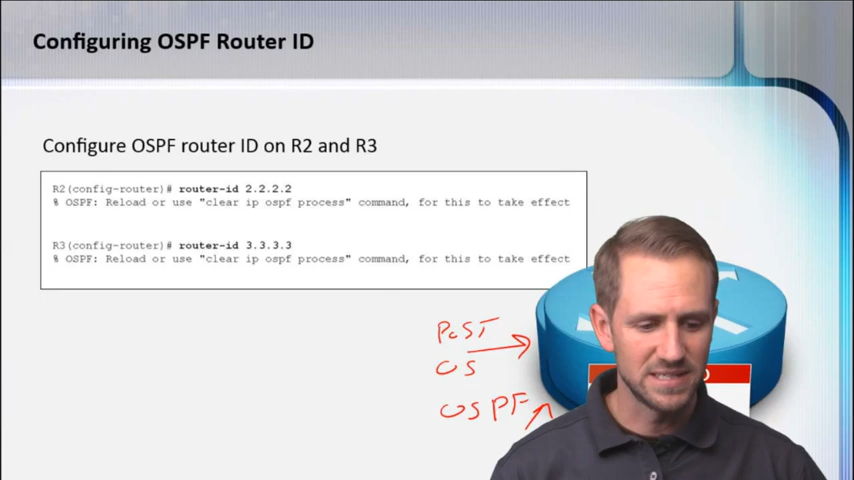 Configuring OSPF Router ID
Configure OSPF router ID on R2 and R3
R2(config-router)# router-id 2.2.2.2
% OSPF: Reload or use "clear ip ospf process" command, for this to take effect
R3(config-router)# router-id 3.3.3.3
% OSPF: Reload or use "clear ip ospf process" command, for this to take effect
POST
OS
OSPF